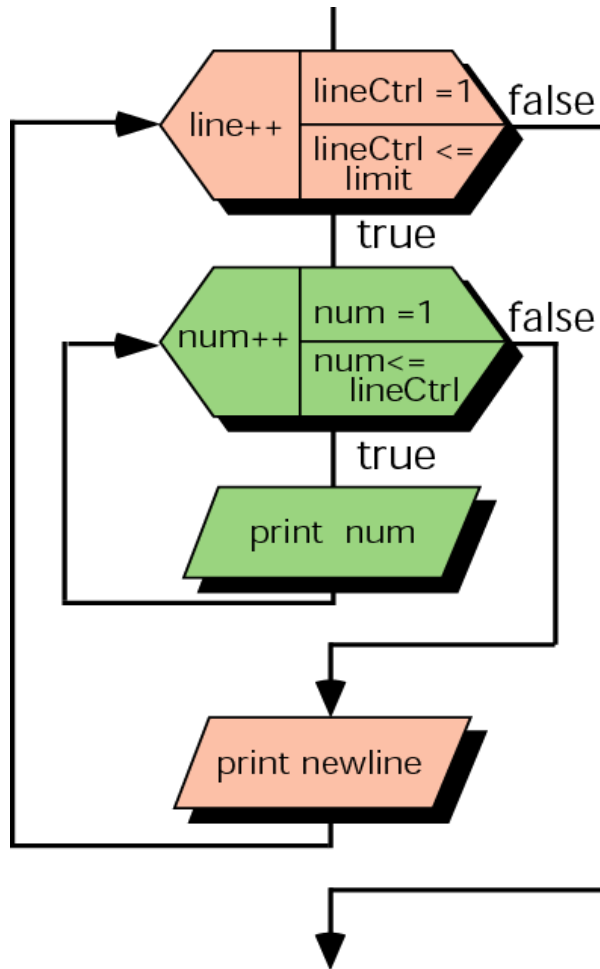 line++
lineCtrl =1
lineCtrl <=
limit
false
true
num++
num =1
num<=
lineCtrl
false
true
print num
print newline